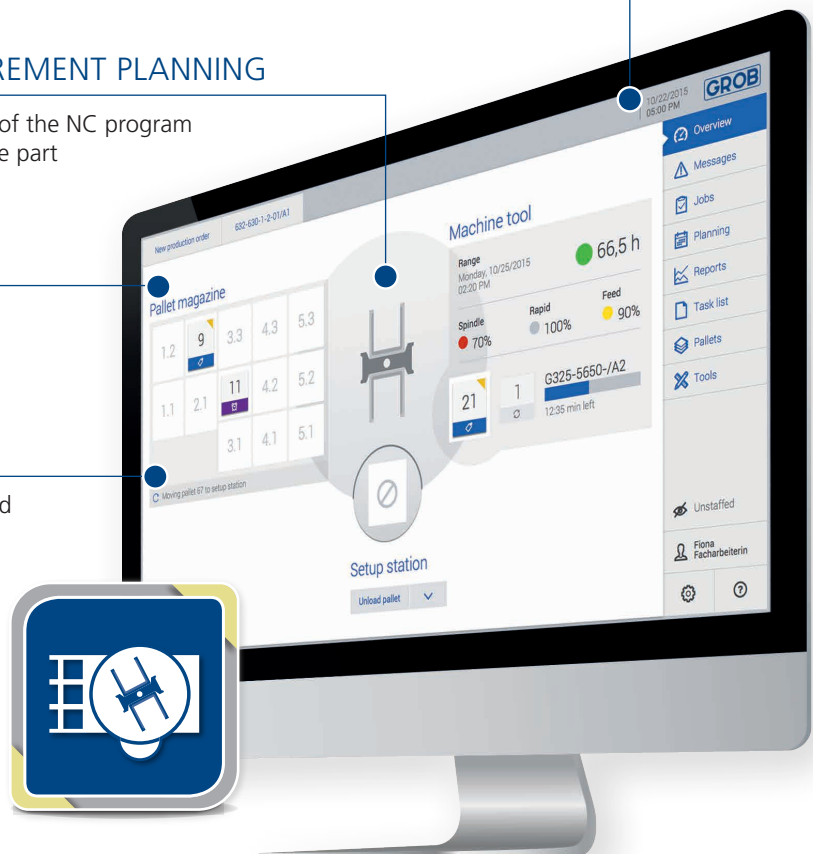 REMENT PLANNING
of the NC program
e part
d
10/22/2015
05:00 PM
GROB
New production order
632-630-1-2-01/A1
Pallet magazine
1.2 9 3.3 4.3 5.3
1.1 2.1 11 4.2 5.2
3.1 4.1 5.1
Moving pallet 57 to setup station
Setup station
Unload pallet
Machine tool
Range
Monday, 10/25/2015
02:20 PM
66,5 h
Spindle Rapid Feed
70% 100% 90%
21 1 G325-5650-/A2
12:35 min left
Overview
Messages
Jobs
Planning
Reports
Task list
Pallets
Tools
Unstaffed
Fiona
Facharbeiterin